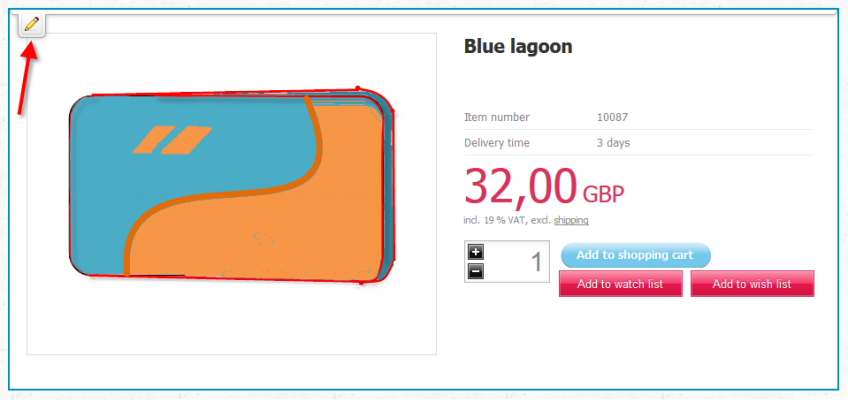 Blue lagoon
Item number 10087
Delivery time 3 days
32,00 GBP
incl. 19 % VAT, excl. shipping
1
Add to shopping cart
Add to watch list
Add to wish list